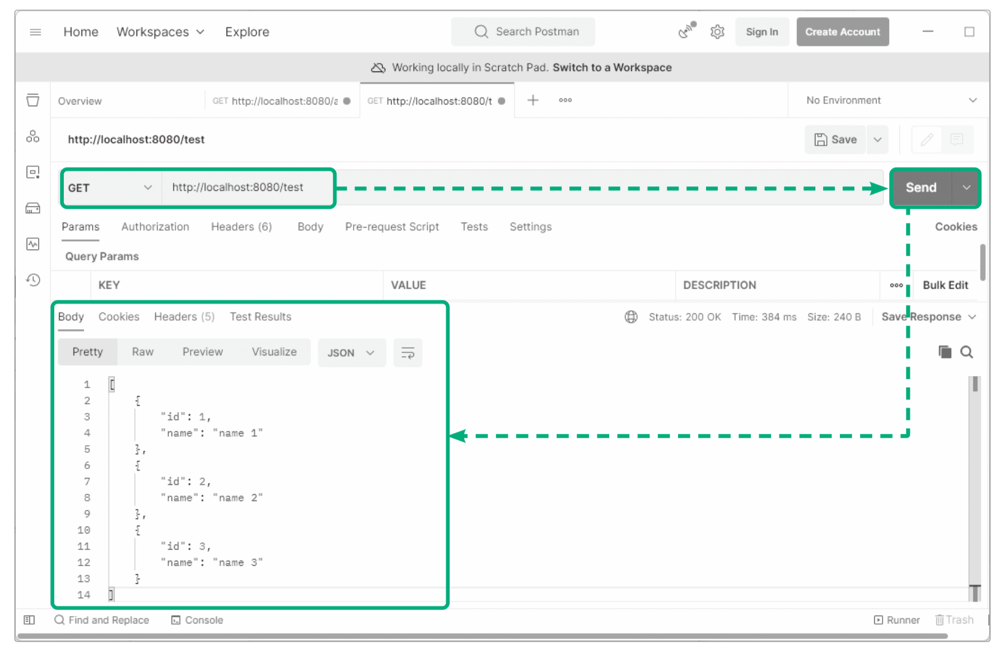 Home Workspaces Explore Search Postman Sign In Create Account
Working locally in Scratch Pad. Switch to a Workspace
Overview GET http://localhost:8080/a GET http://localhost:8080/t No Environment
http://localhost:8080/test Save
GET http://localhost:8080/test Send
Params Authorization Headers (6) Body Pre-request Script Tests Settings Cookies
Query Params
KEY VALUE DESCRIPTION Bulk Edit
Body Cookies Headers (5) Test Results Status: 200 OK Time: 384 ms Size: 240 B Save Response
Pretty Raw Preview Visualize JSON
1 [
2 {
3 "id": 1,
4 "name": "name 1"
5 },
6 {
7 "id": 2,
8 "name": "name 2"
9 },
10 {
11 "id": 3,
12 "name": "name 3"
13 }
14 ]
Find and Replace Console Runner Trash